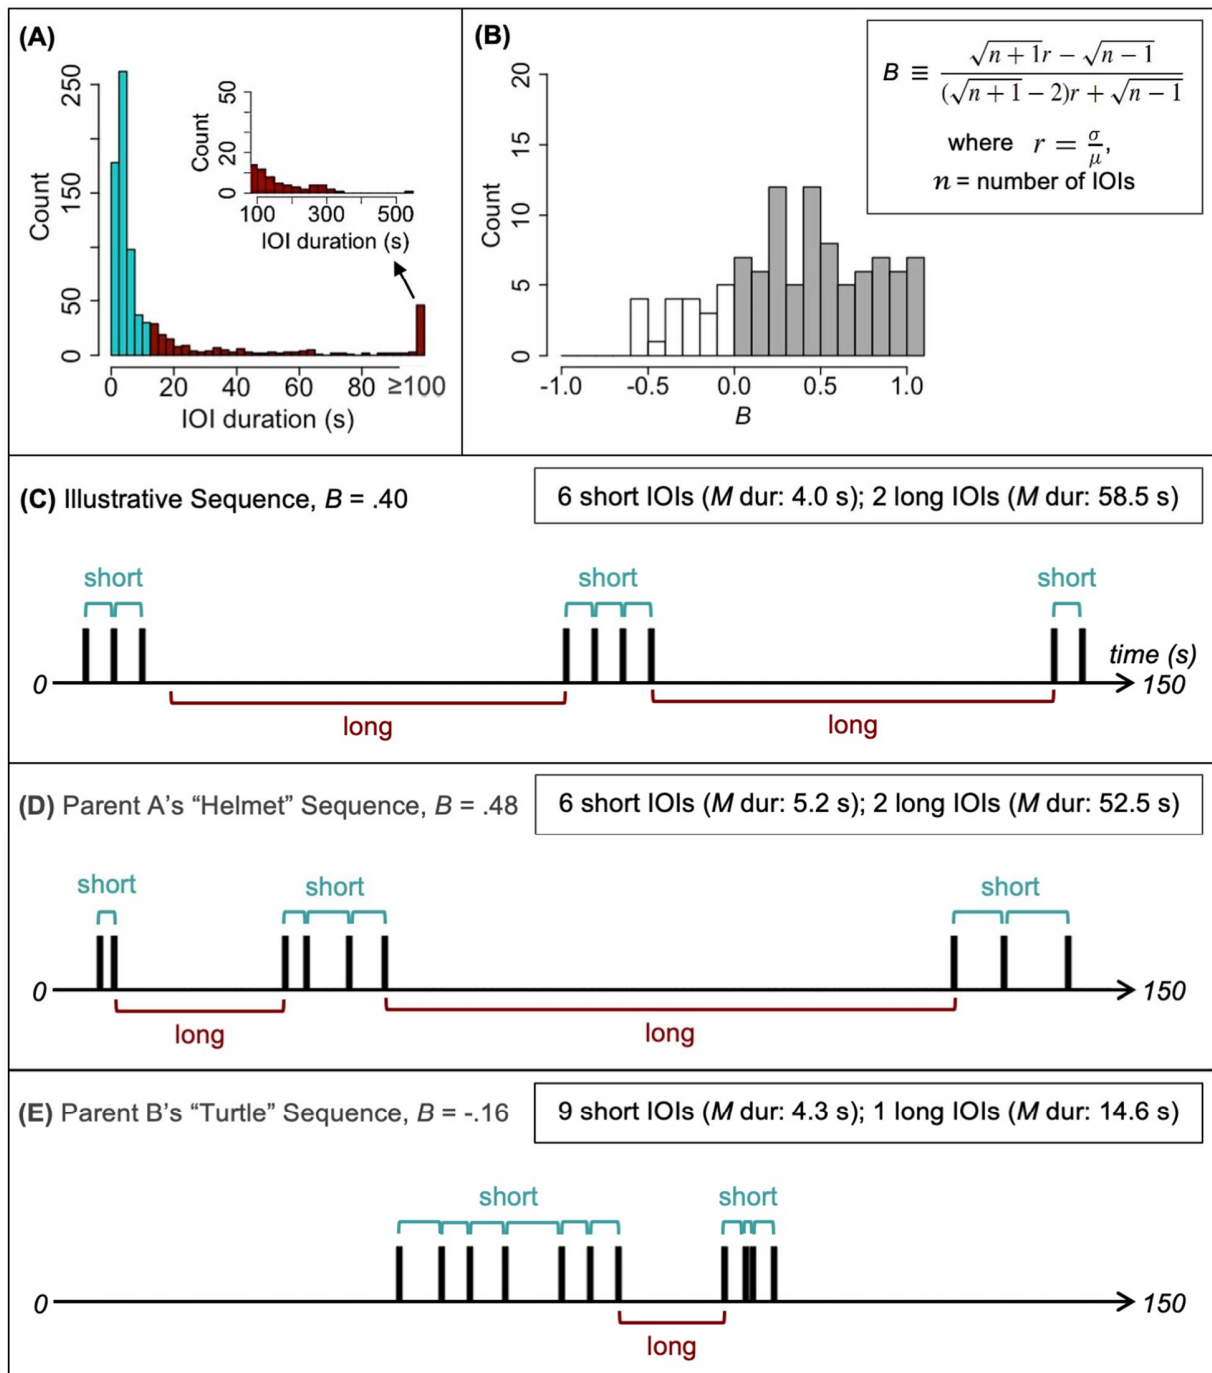 (A)
250
150
50
0
Count
0 20 40 60 80 ≥100
IOI duration (s)
50
20
0
Count
100 300 500
IOI duration (s)
(B)
20
15
10
5
0
Count
-1.0 -0.5 0.0 0.5 1.0
B
B ≡ (√n + 1r − √n − 1) / ((√n + 1 − 2)r + √n − 1)
where r = σ/μ,
n = number of IOIs
(C) Illustrative Sequence, B = .40
6 short IOIs (M dur: 4.0 s); 2 long IOIs (M dur: 58.5 s)
short short short
time (s)
0 150
long long
(D) Parent A’s “Helmet” Sequence, B = .48
6 short IOIs (M dur: 5.2 s); 2 long IOIs (M dur: 52.5 s)
short short short
0 150
long long
(E) Parent B’s “Turtle” Sequence, B = -.16
9 short IOIs (M dur: 4.3 s); 1 long IOIs (M dur: 14.6 s)
short short
0 150
long